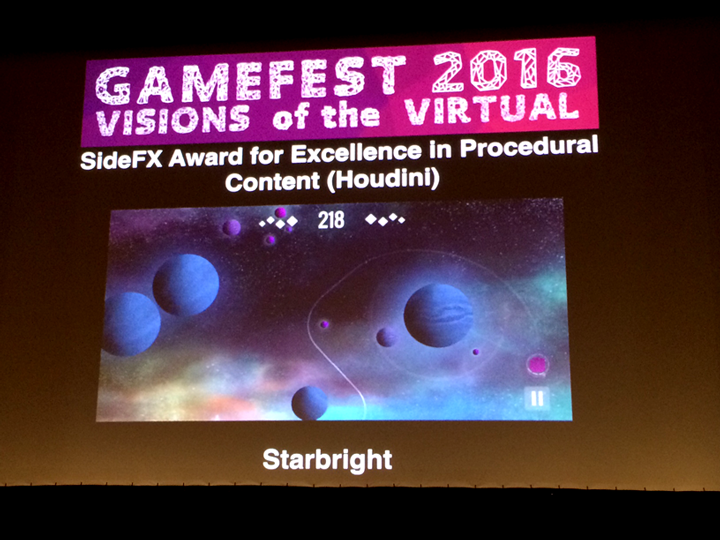 GAMEFEST 2016
VISIONS of the VIRTUAL
SideFX Award for Excellence in Procedural
Content (Houdini)
218
Starbright